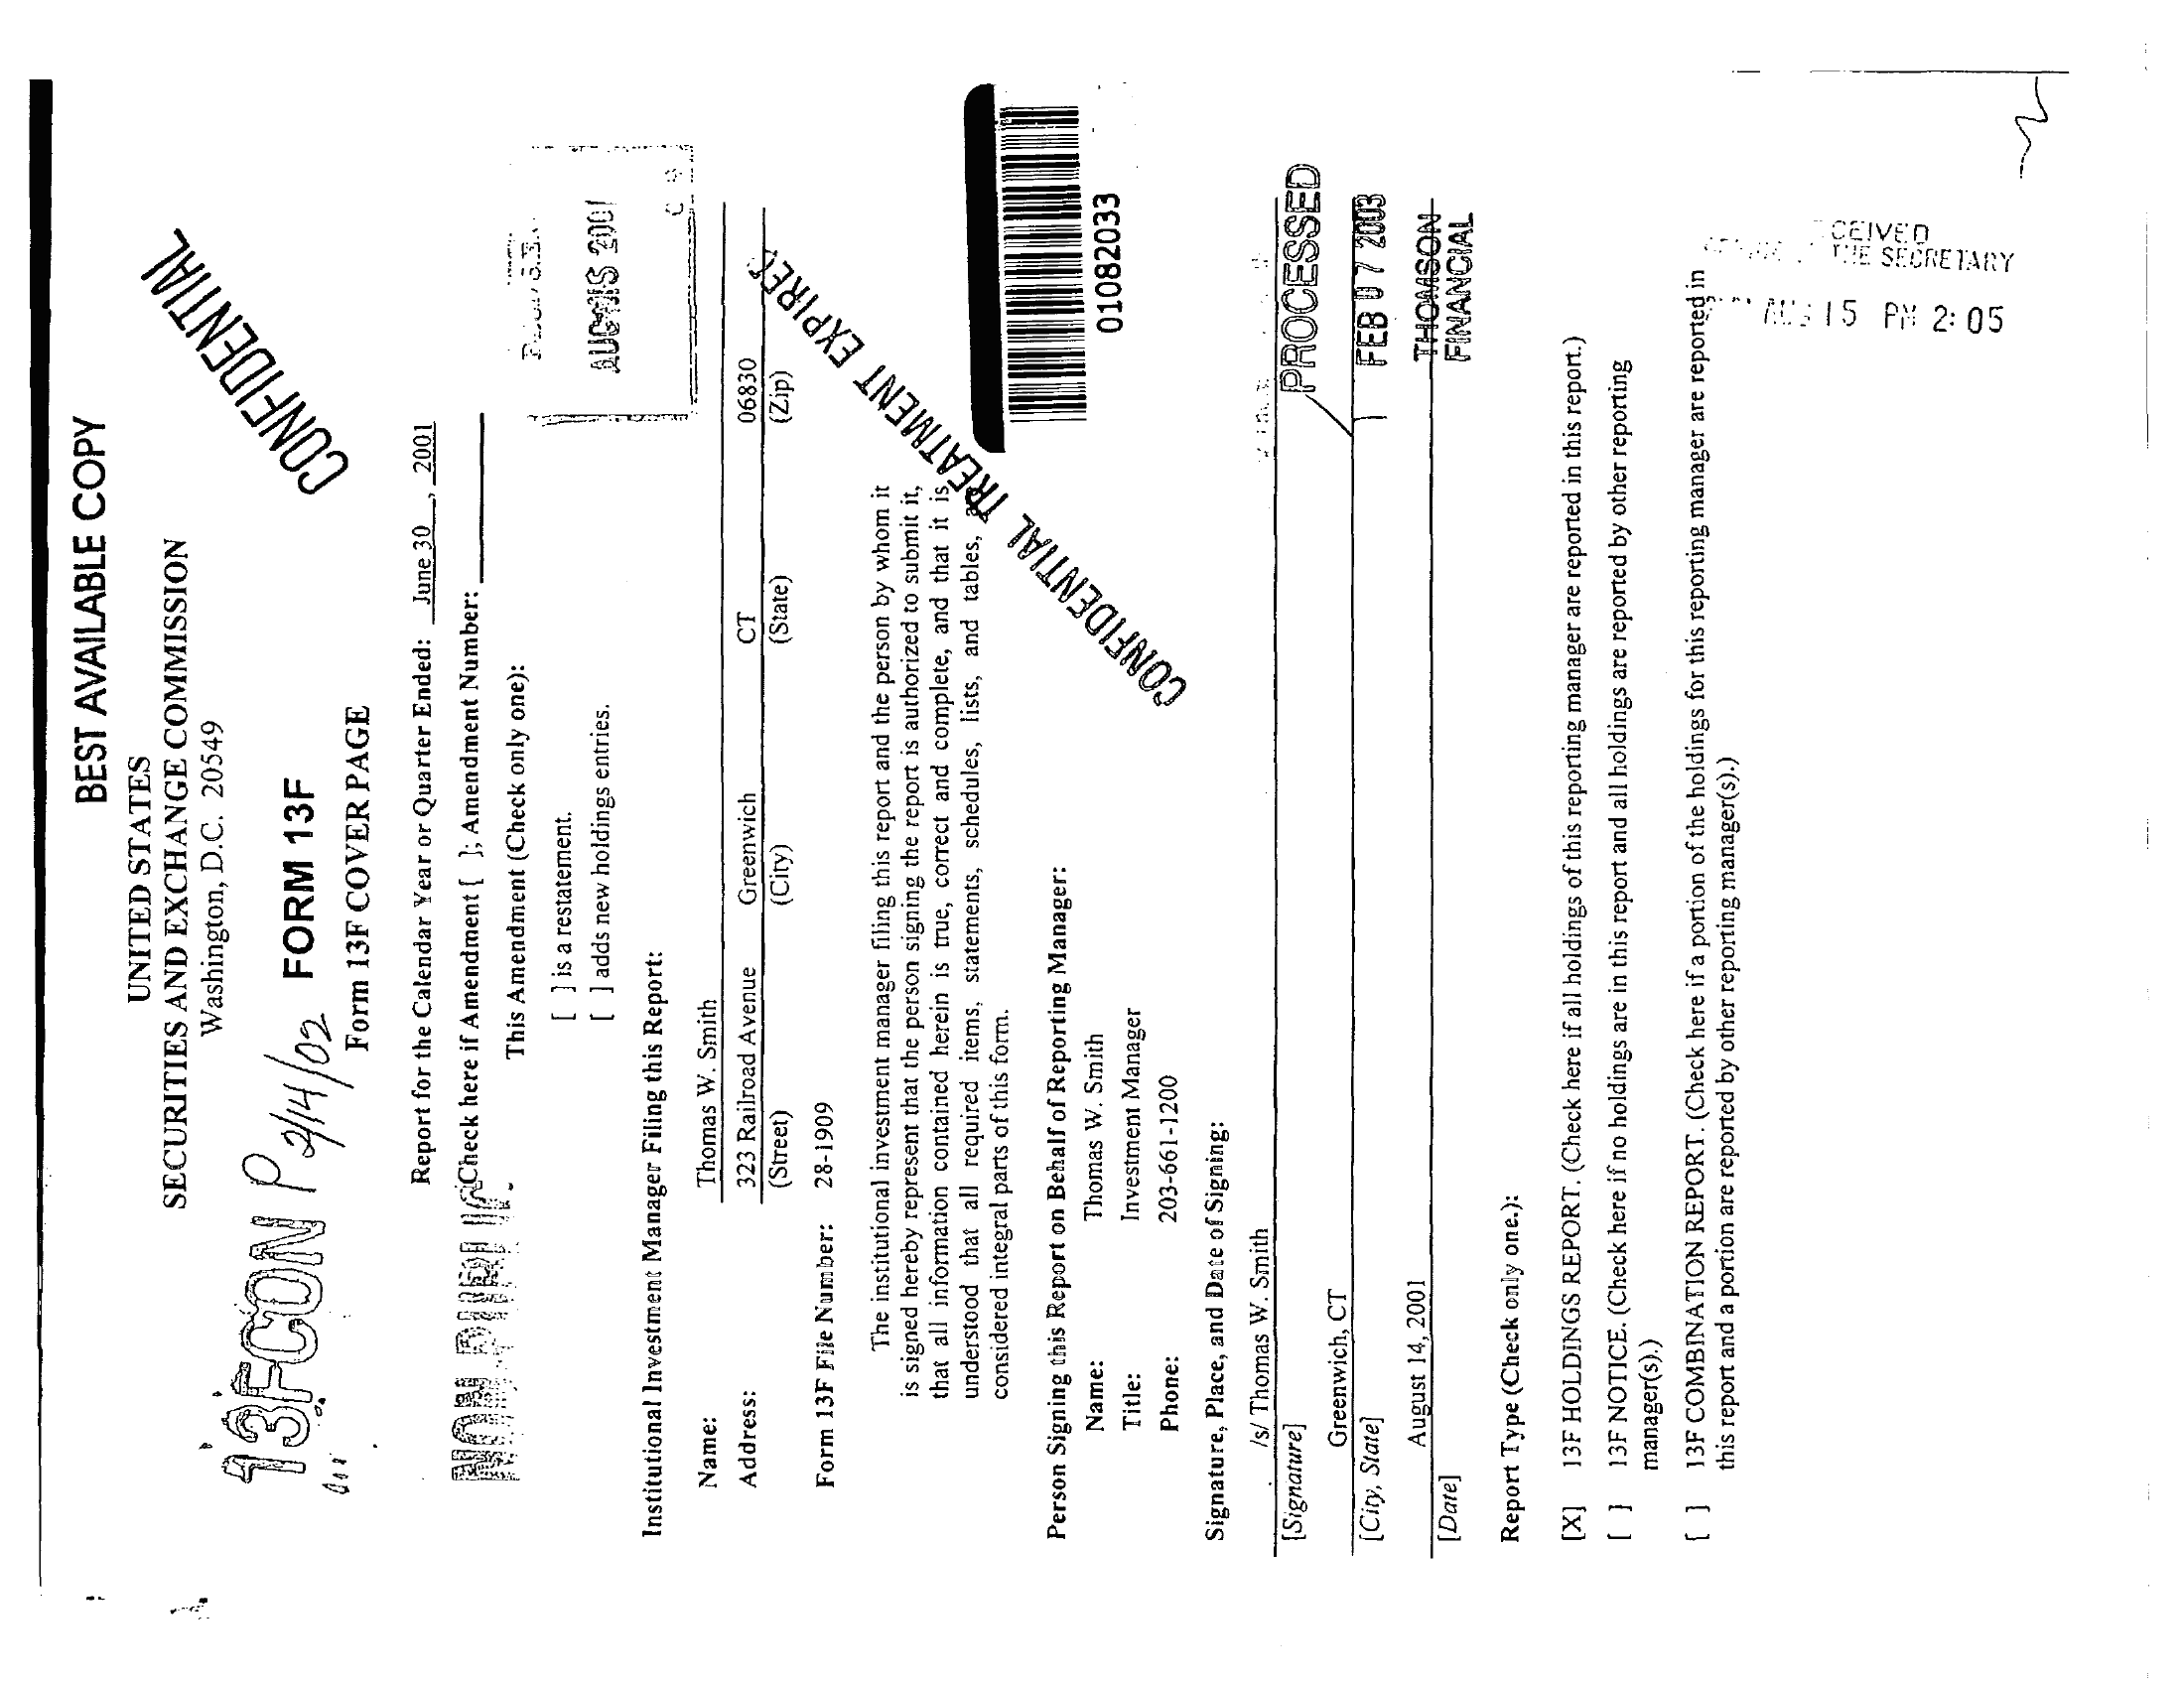 BEST AVAILABLE COPY
CONFIDENTIAL
UNITED STATES
SECURITIES AND EXCHANGE COMMISSION
Washington, D.C. 20549
13FCONP 2/14/02
FORM 13F
Form 13F COVER PAGE
Report for the Calendar Year or Quarter Ended: June 30, 2001
Check here if Amendment [ ]; Amendment Number:
This Amendment (Check only one):
[ ] is a restatement.
[ ] adds new holdings entries.
AUG 15 2001
Institutional Investment Manager Filing this Report:
Name: Thomas W. Smith
Address: 323 Railroad Avenue Greenwich CT 06830
(Street) (City) (State) (Zip)
CONFIDENTIAL TREATMENT EXPIRED
Form 13F File Number: 28-1909
The institutional investment manager filing this report and the person by whom it
is signed hereby represent that the person signing the report is authorized to submit it,
that all information contained herein is true, correct and complete, and that it is
understood that all required items, statements, schedules, lists, and tables,
considered integral parts of this form.
01082033
Person Signing this Report on Behalf of Reporting Manager:
Name: Thomas W. Smith
Title: Investment Manager
Phone: 203-661-1200
Signature, Place, and Date of Signing:
/s/ Thomas W. Smith
[Signature]
PROCESSED
Greenwich, CT
[City, State]
FEB 07 2003
August 14, 2001
[Date]
THOMSON
FINANCIAL
Report Type (Check only one.):
[X] 13F HOLDINGS REPORT. (Check here if all holdings of this reporting manager are reported in this report.)
[ ] 13F NOTICE. (Check here if no holdings are in this report and all holdings are reported by other reporting
manager(s).)
[ ] 13F COMBINATION REPORT. (Check here if a portion of the holdings for this reporting manager are reported in
this report and a portion are reported by other reporting manager(s).)
THE SECRETARY
AUG 15 PM 2:05